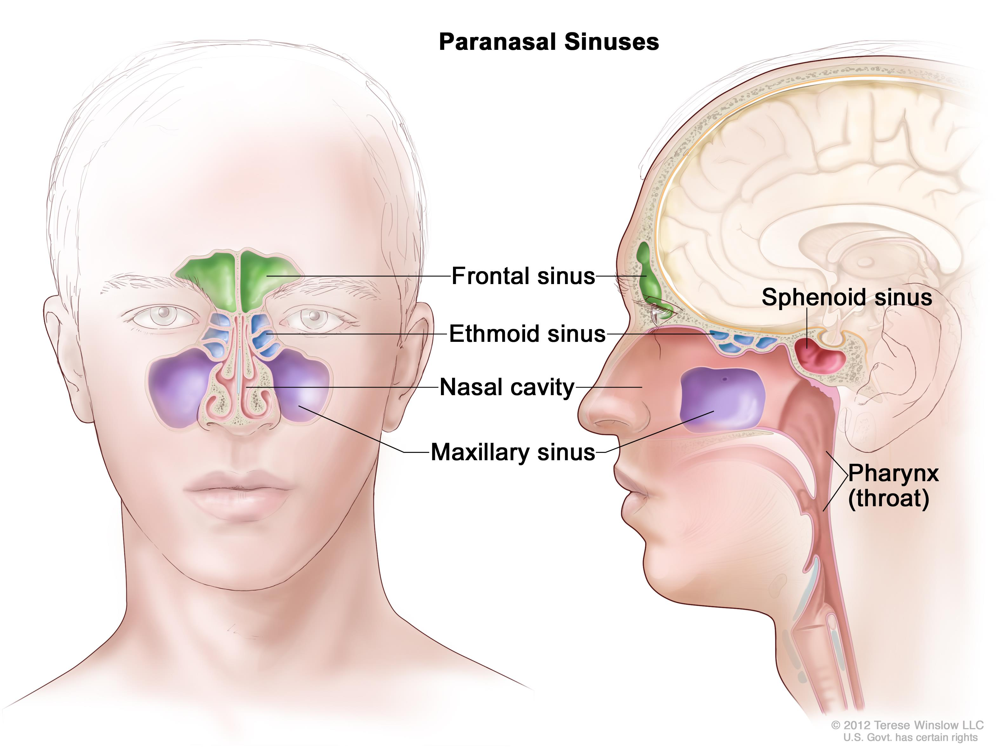 Paranasal Sinuses
Frontal sinus
Sphenoid sinus
Ethmoid sinus
Nasal cavity
Maxillary sinus
Pharynx
(throat)
© 2012 Terese Winslow LLC
U.S. Govt. has certain rights